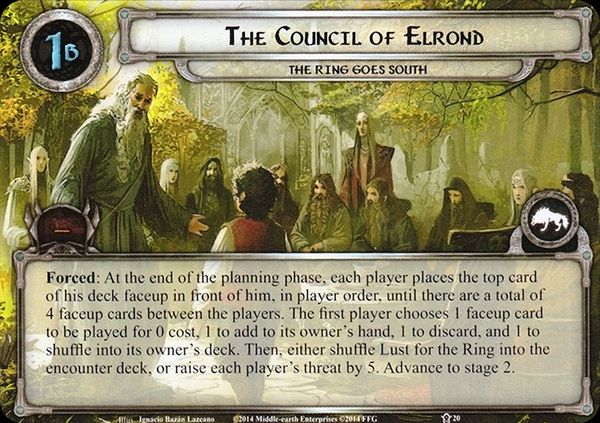 1B
THE COUNCIL OF ELROND
THE RING GOES SOUTH
Forced: At the end of the planning phase, each player places the top card
of his deck faceup in front of him, in player order, until there are a total of
4 faceup cards between the players. The first player chooses 1 faceup card
to be played for 0 cost, 1 to add to its owner's hand, 1 to discard, and 1 to
shuffle into its owner's deck. Then, either shuffle Lust for the Ring into the
encounter deck, or raise each player's threat by 5. Advance to stage 2.
Illus. Ignacio Bazán Lazcano ©2014 Middle-earth Enterprises ©2014 FFG 20